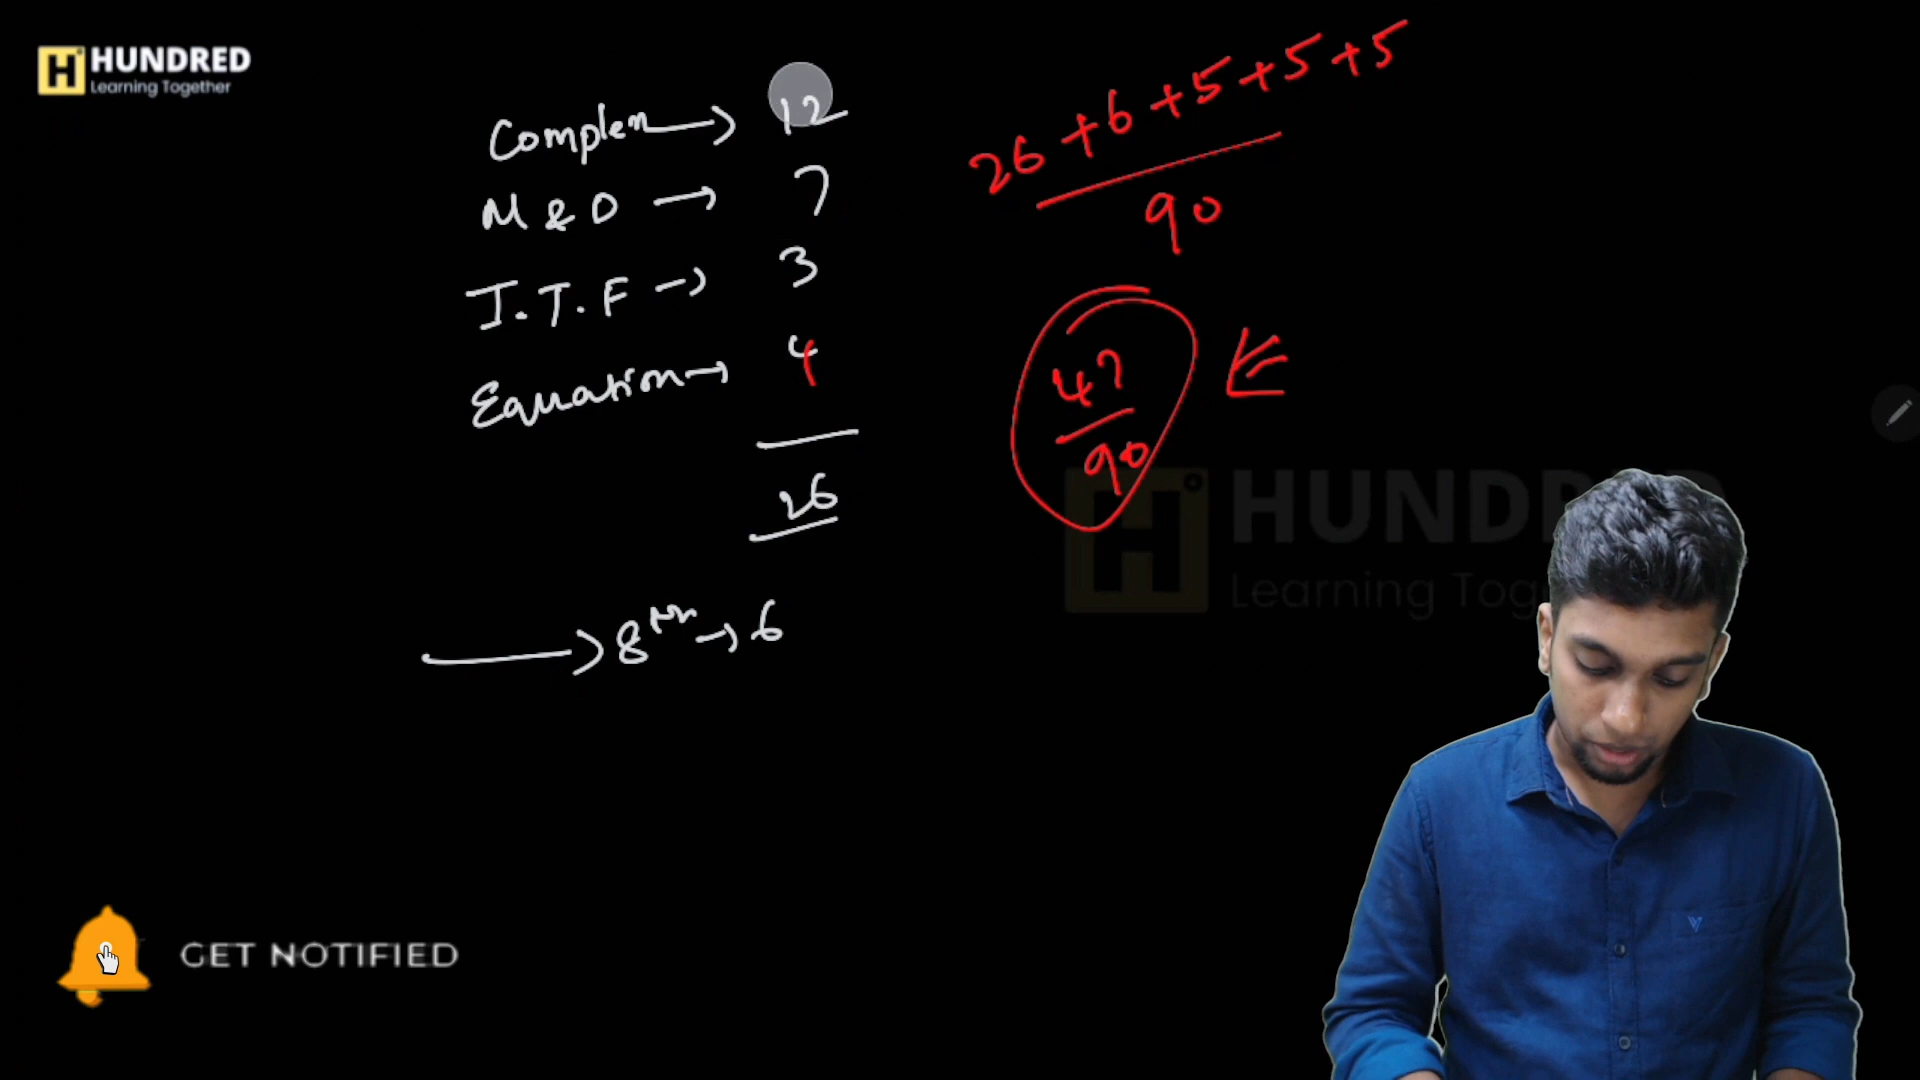 HUNDRED
Learning Together
Complex → 12
M & D → 7
I.T.F → 3
Equation → 4
26
→ 8th → 6
26 + 6 + 5 + 5 + 5
90
47
90
HUNDRED
Learning Tog
GET NOTIFIED